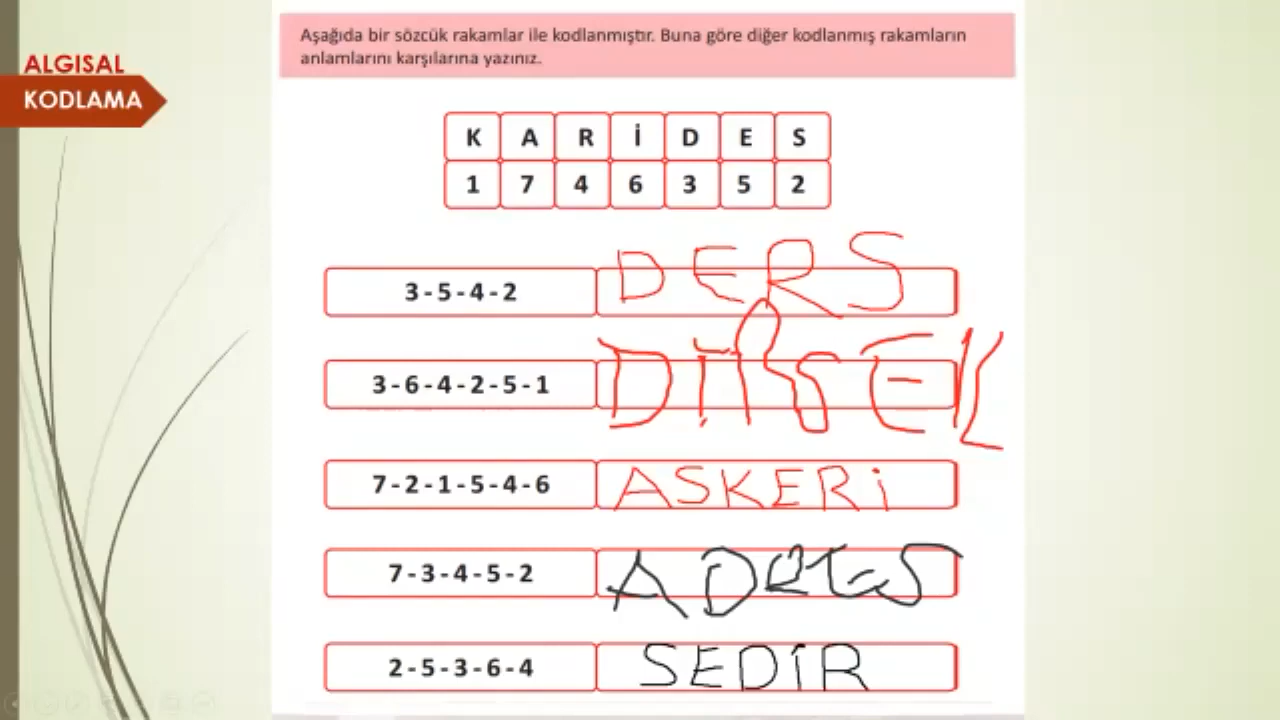 Aşağıda bir sözcük rakamlar ile kodlanmıştır. Buna göre diğer kodlanmış rakamların
anlamlarını karşılarına yazınız.
ALGISAL
KODLAMA
K A R İ D E S
1 7 4 6 3 5 2
3 - 5 - 4 - 2 DERS
3 - 6 - 4 - 2 - 5 - 1 DİRSEK
7 - 2 - 1 - 5 - 4 - 6 ASKERİ
7 - 3 - 4 - 5 - 2 ADRES
2 - 5 - 3 - 6 - 4 SEDİR